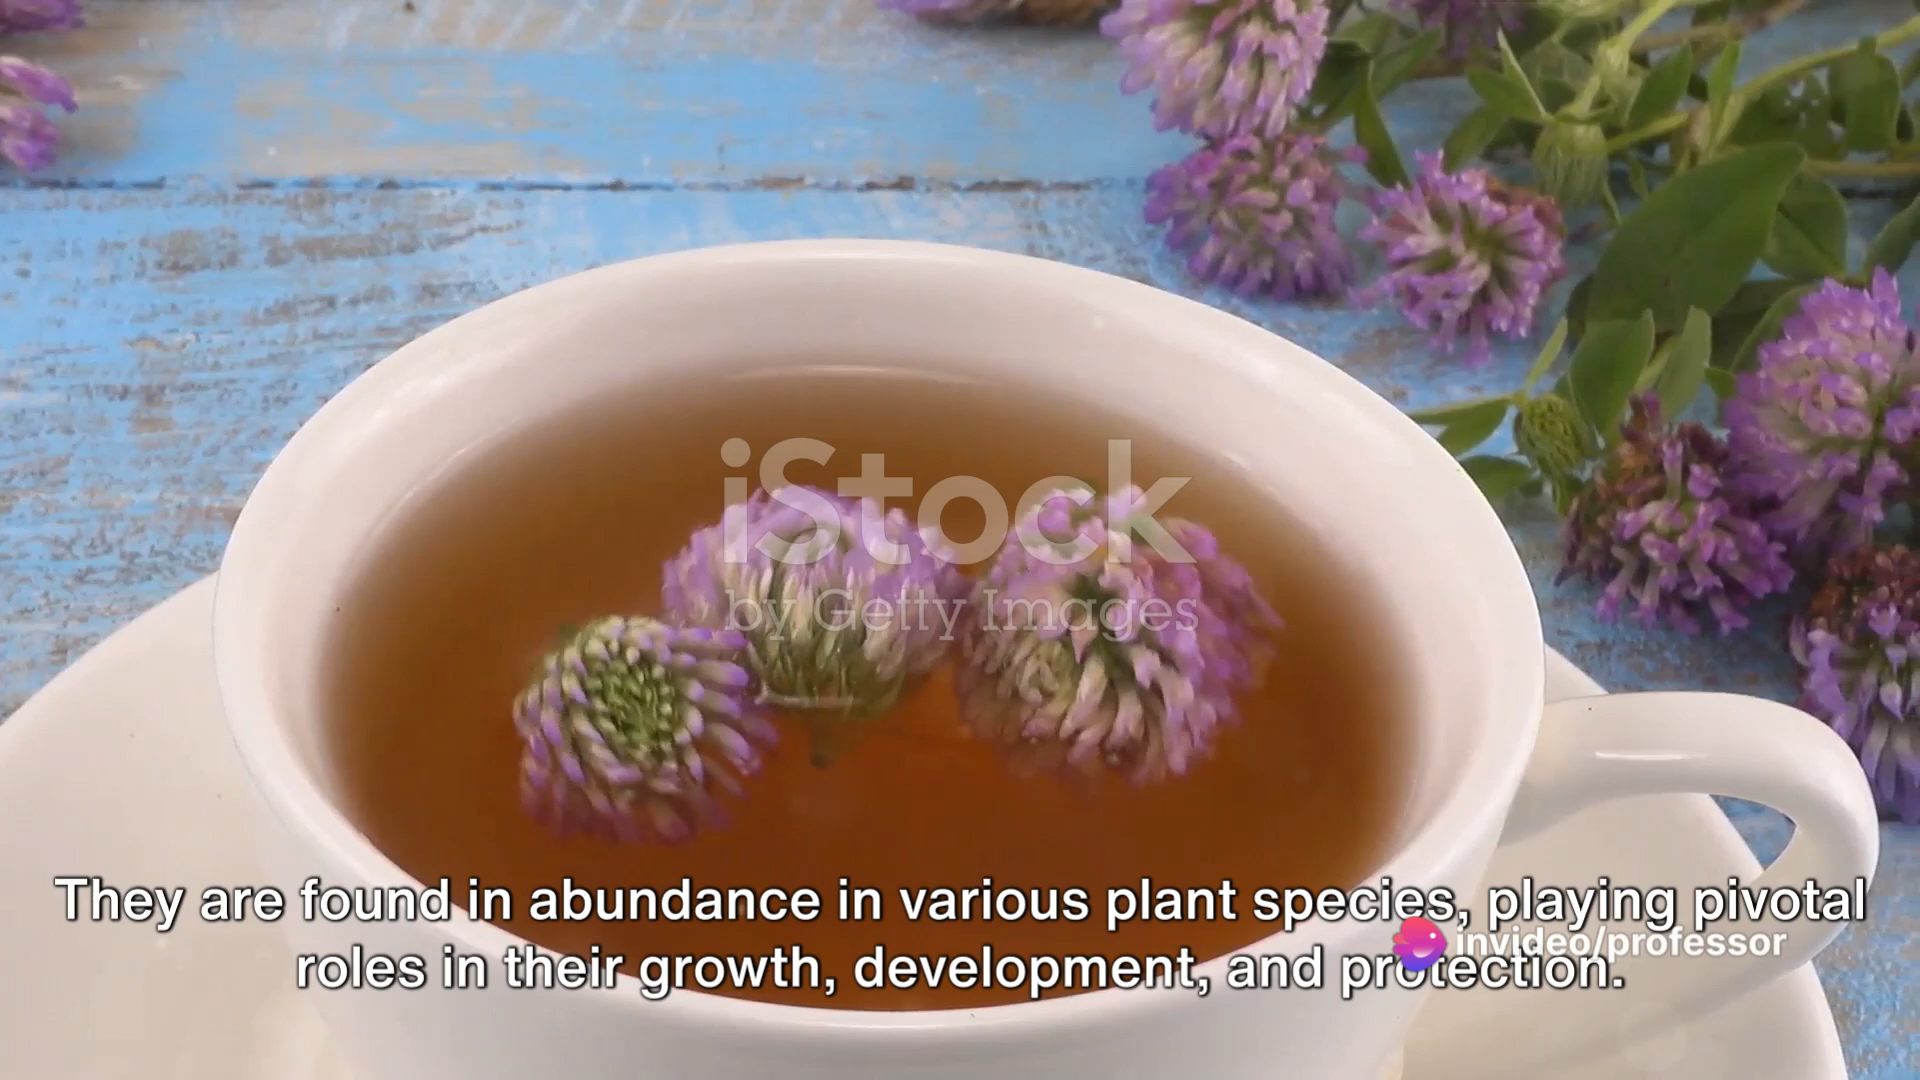 iStock
by Getty Images
They are found in abundance in various plant species, playing pivotal
invideo/professor
roles in their growth, development, and protection.